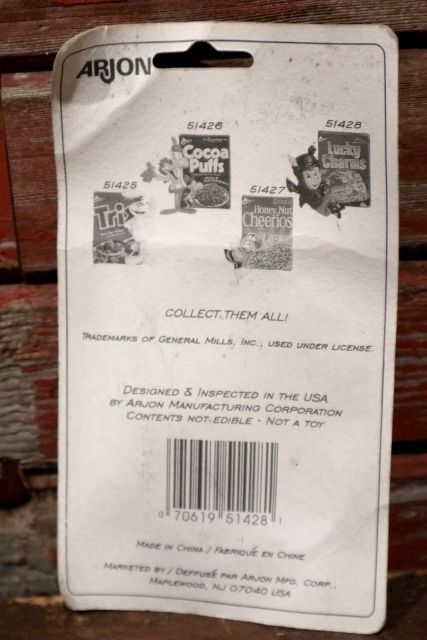 ARJON
51426
51428
Cocoa
Puffs
Lucky
Charms
51425
51427
Trix
Honey Nut
Cheerios
COLLECT THEM ALL!
TRADEMARKS OF GENERAL MILLS, INC., USED UNDER LICENSE.
DESIGNED & INSPECTED IN THE USA
BY ARJON MANUFACTURING CORPORATION
CONTENTS NOT EDIBLE - NOT A TOY
0 70619 51428 1
MADE IN CHINA / FABRIQUÉ EN CHINE
MARKETED BY / DEFFUSÉ PAR ARJON MFG. CORP.,
MAPLEWOOD, NJ 07040 USA